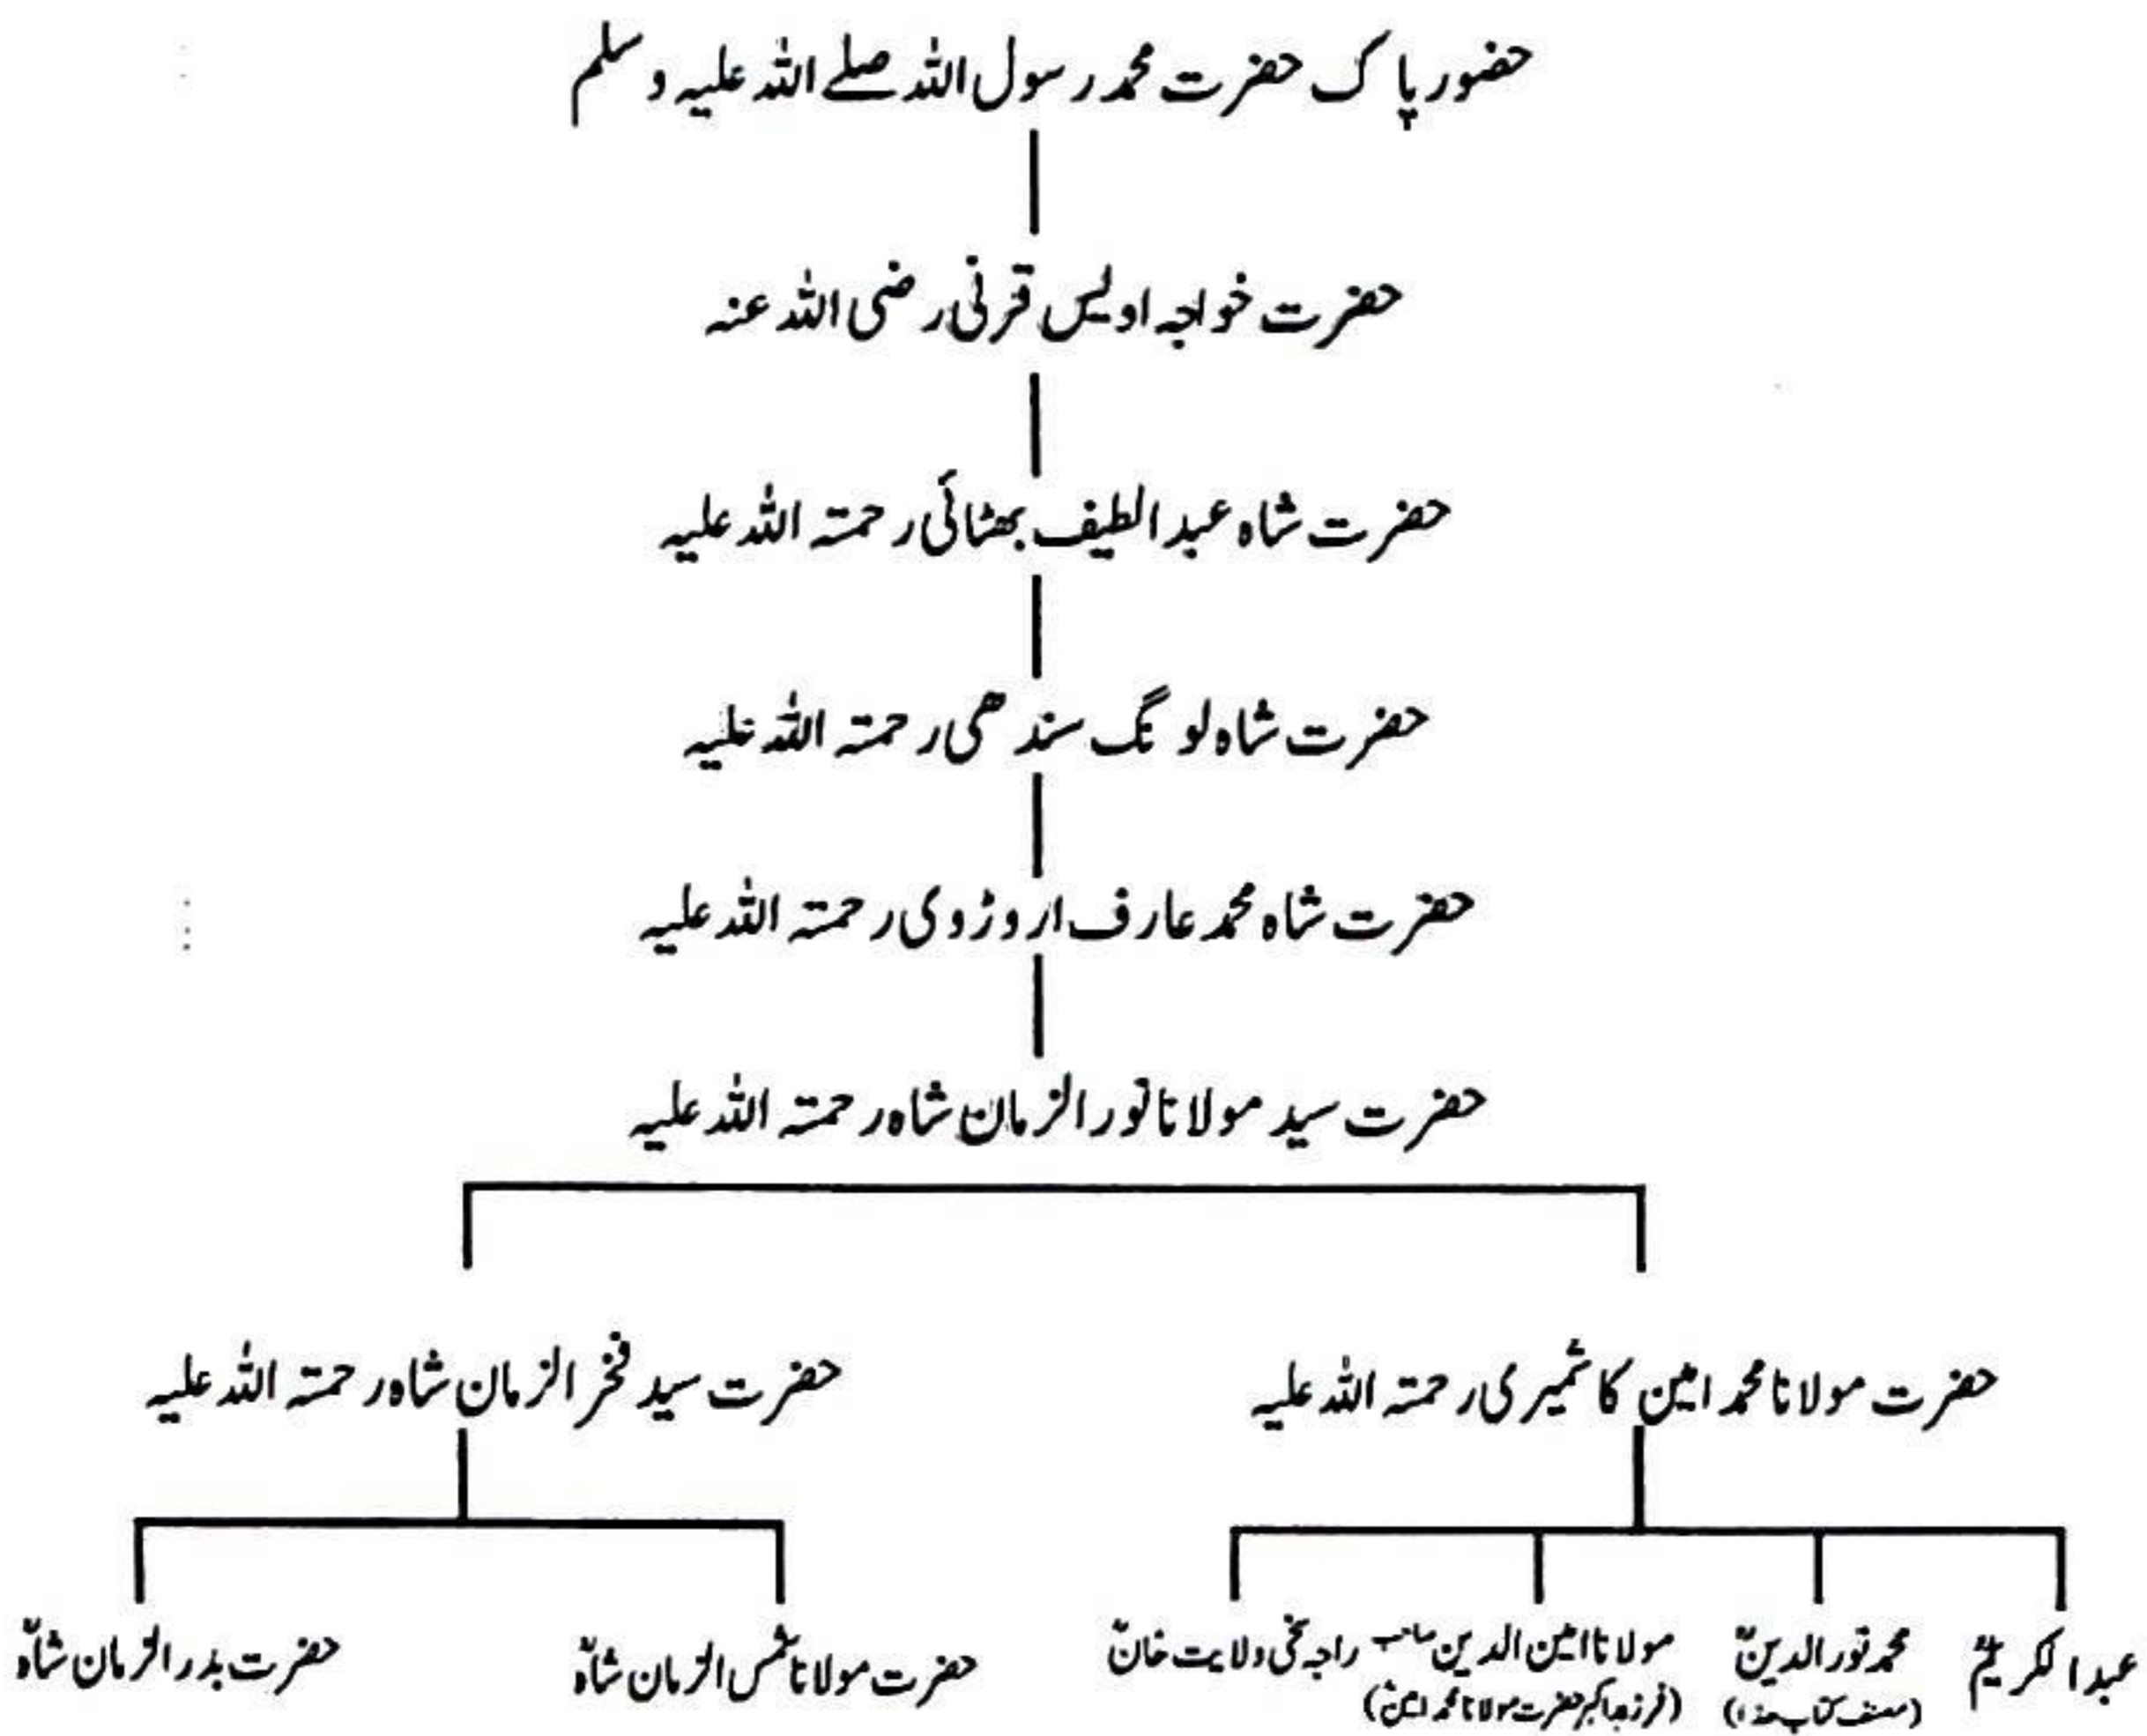 حضور پاک حضرت محمد رسول اللہ صلے اللہ علیہ وسلم
حضرت خواجہ اویس قرنی رضی اللہ عنہ
حضرت شاہ عبدالطیف بھٹائی رحمتہ اللہ علیہ
حضرت شاہ لونگ سندھی رحمتہ اللہ علیہ
حضرت شاہ محمد عارف اروڑوی رحمتہ اللہ علیہ
حضرت سید مولانا نور الزمان شاہ رحمتہ اللہ علیہ
حضرت مولانا محمد امین کاشمیری رحمتہ اللہ علیہ
حضرت سید فخر الزمان شاہ رحمتہ اللہ علیہ
عبدالکریمؒ
محمد نور الدینؒ
(مصنف کتاب ھذا)
مولانا امین الدین صاحب
(فرزند اکبر حضرت مولانا محمد امینؒ)
راجہ سخی ولایت خانؒ
حضرت مولانا شمس الزمان شاہؒ
حضرت بدر الزمان شاہؒ